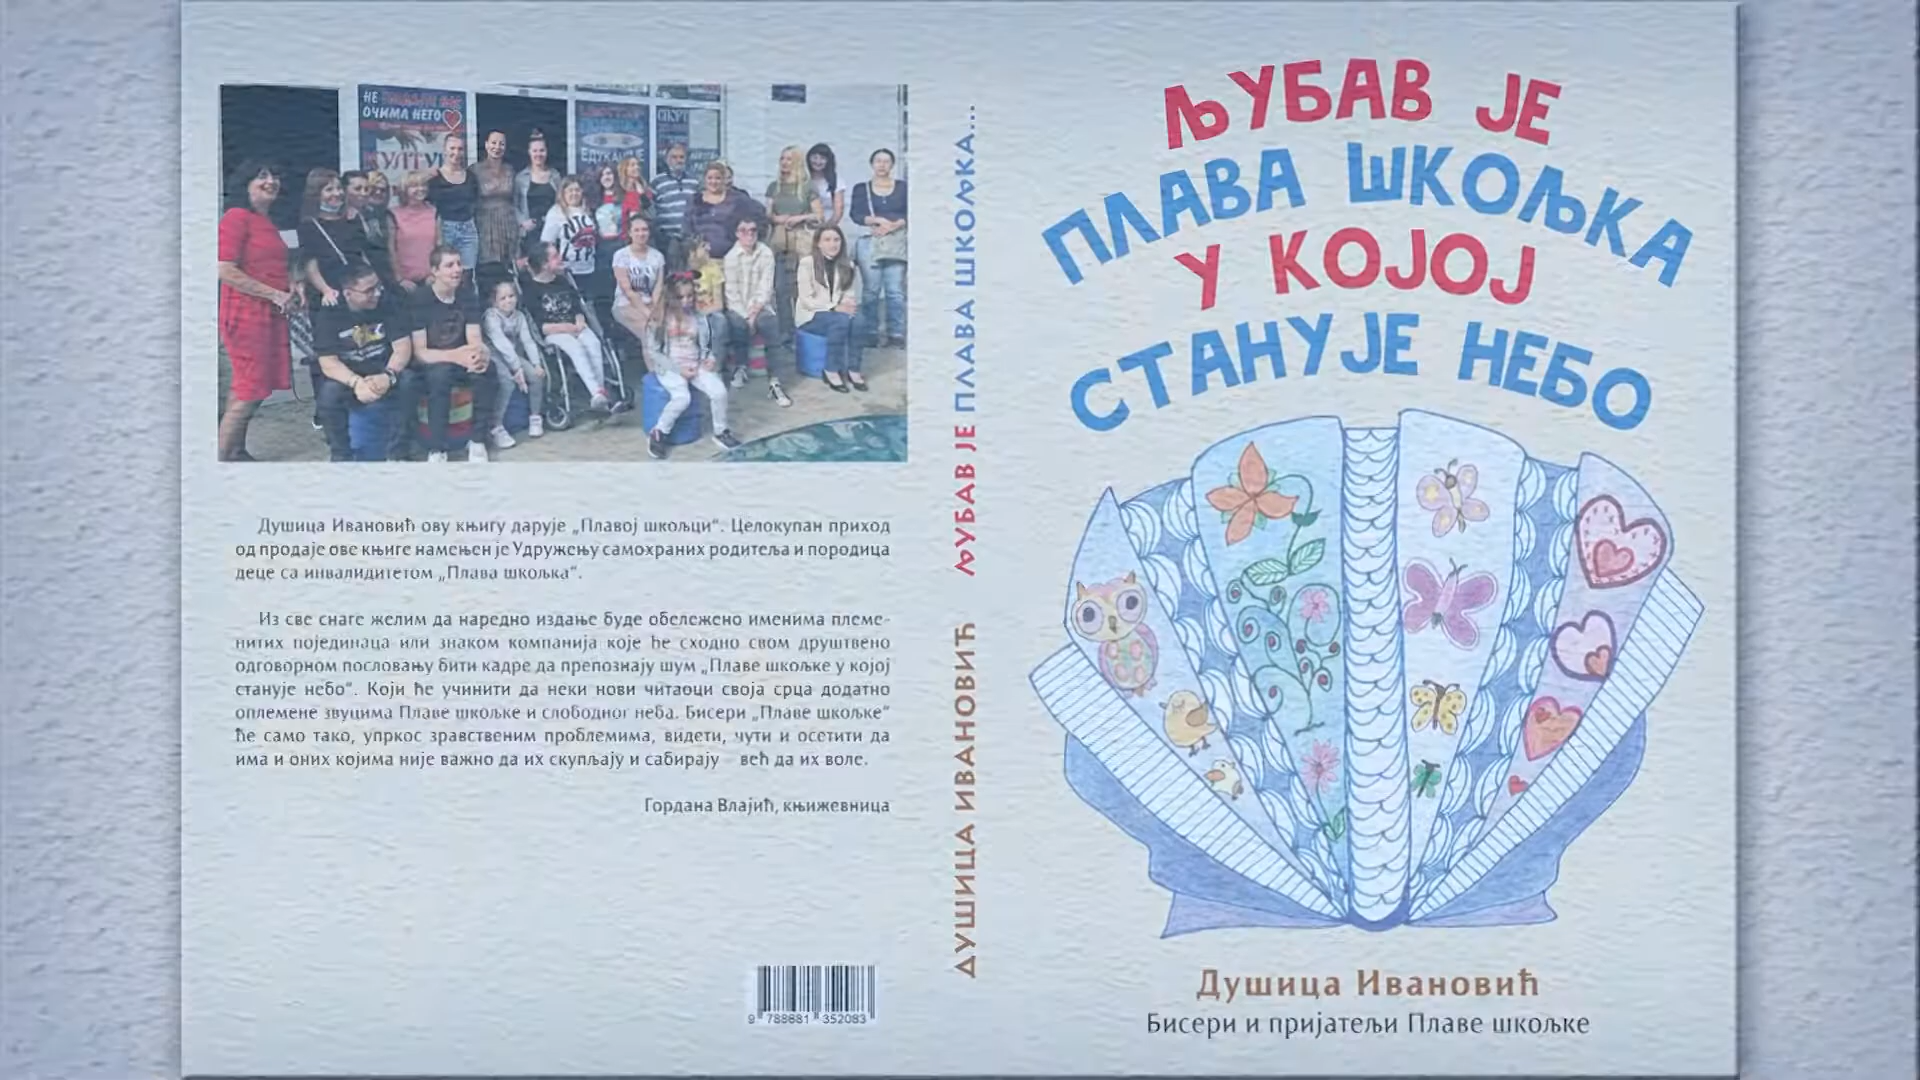 НЕ
ОЧИМА НЕГО
КУЛТУР
ЕДУКАЦИЈЕ
Душица Ивановић ову књигу дарује „Плавој шкољци“. Целокупан приход
од продаје ове књиге намењен је Удружењу самохраних родитеља и породица
деце са инвалидитетом „Плава шкољка“.
Из све снаге желим да наредно издање буде обележено именима племе-
нитих појединаца или знаком компанија које ће сходно свом друштвено
одговорном пословању бити кадре да препознају шум „Плаве шкољке у којој
станује небо“. Који ће учинити да неки нови читаоци своја срца додатно
оплемене звуцима Плаве шкољке и слободног неба. Бисери „Плаве шкољке“
ће само тако, упркос зравственим проблемима, видети, чути и осетити да
има и оних којима није важно да их скупљају и сабирају већ да их воле.
Гордана Влајић, књижевница
9 788681 352083
ДУШИЦА ИВАНОВИЋ ЉУБАВ ЈЕ ПЛАВА ШКОЉКА...
ЉУБАВ ЈЕ
ПЛАВА ШКОЉКА
У КОЈОЈ
СТАНУЈЕ НЕБО
Душица Ивановић
Бисери и пријатељи Плаве шкољке